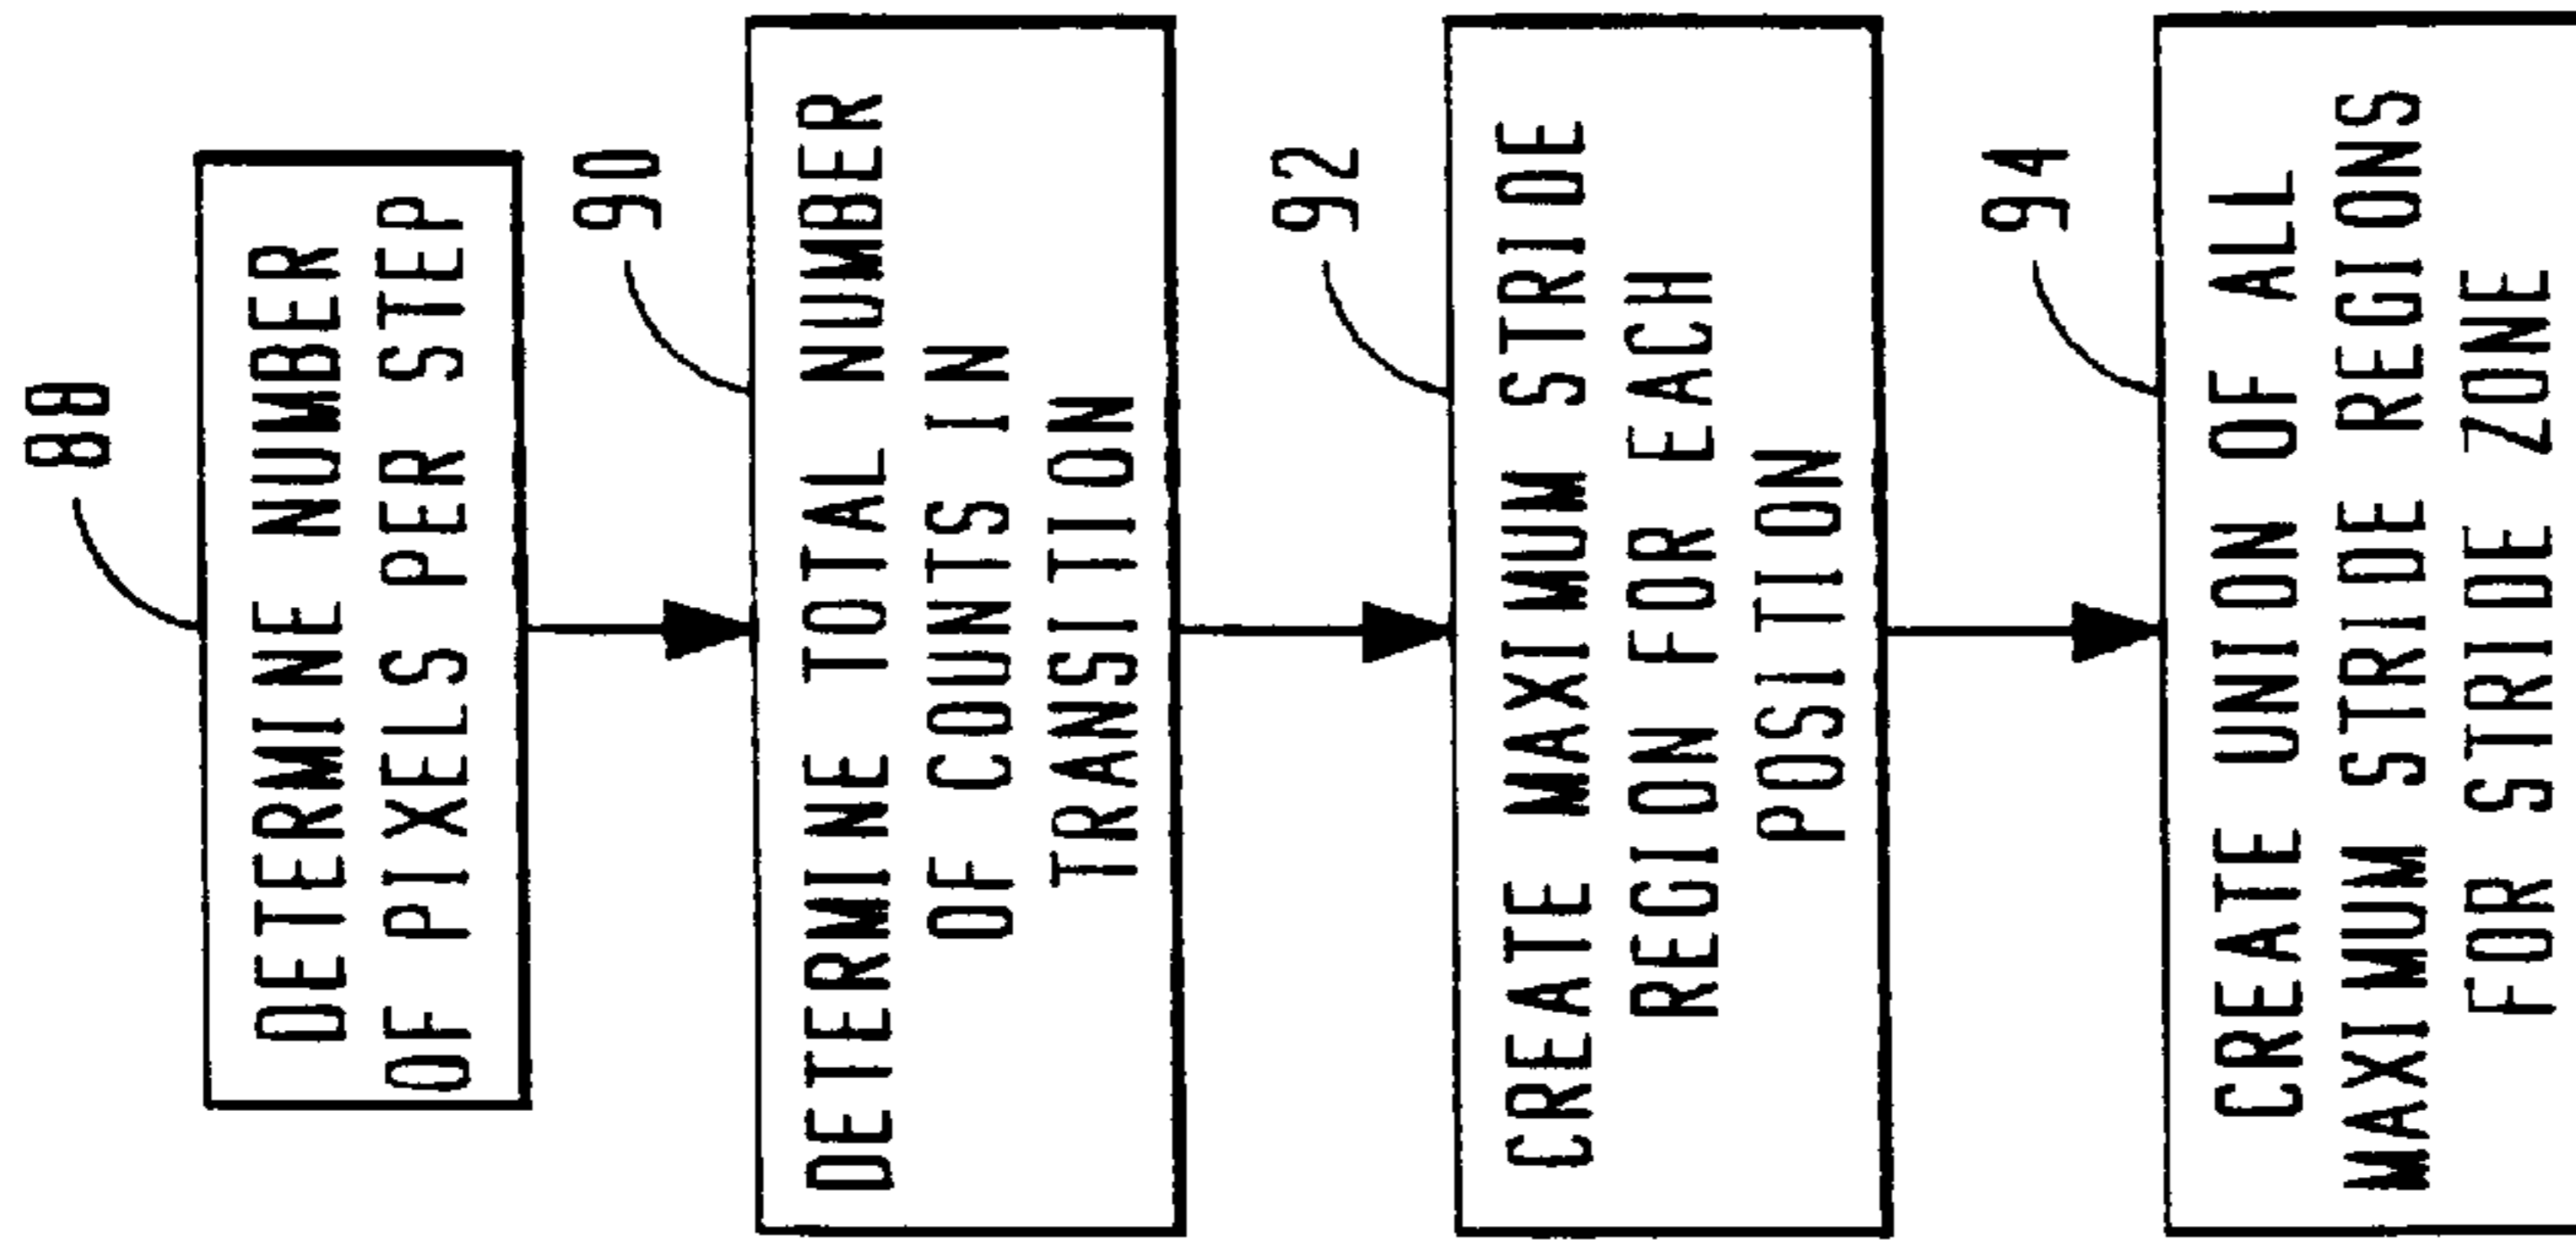 88
DETERMINE NUMBER
OF PIXELS PER STEP
90
DETERMINE TOTAL NUMBER
OF COUNTS IN
TRANSITION
92
CREATE MAXIMUM STRIDE
REGION FOR EACH
POSITION
94
CREATE UNION OF ALL
MAXIMUM STRIDE REGIONS
FOR STRIDE ZONE